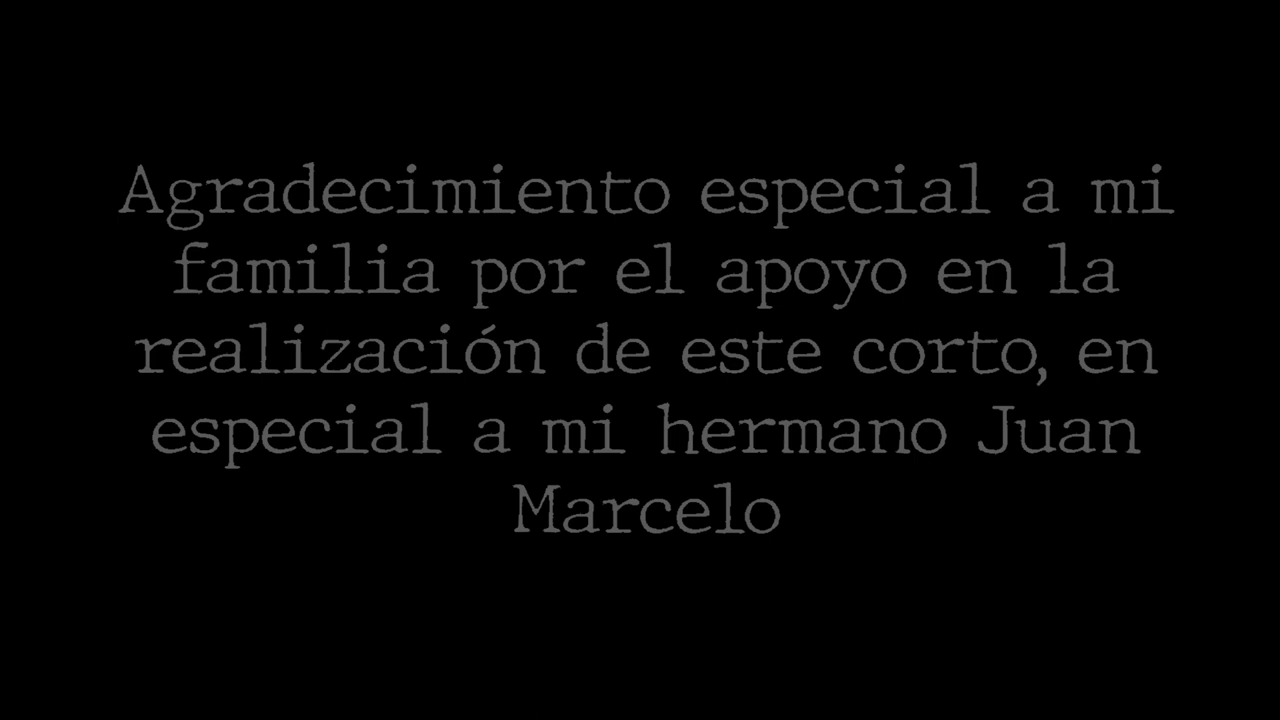 Agradecimiento especial a mi
familia por el apoyo en la
realización de este corto, en
especial a mi hermano Juan
Marcelo